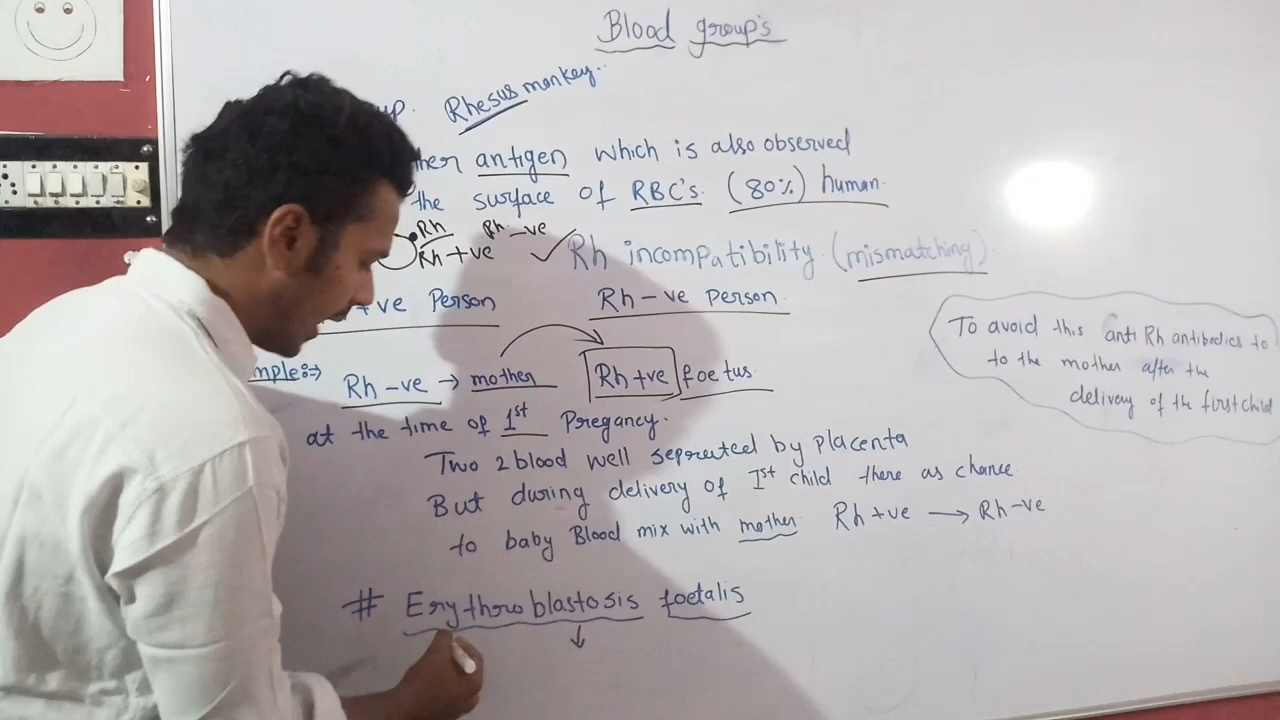 Blood group's
up. Rhesus monkey..
her antigen which is also observed
the surface of RBC's. (80%) human.
Rh Rh -ve
Rh +ve
✓ Rh incompatibility (mismatching).
+ve Person Rh -ve Person.
mple:→ Rh -ve → mother Rh +ve foetus.
at the time of 1st Pregancy.
Two 2 blood well seprated by placenta
But during delivery of Ist child there as chance
to baby Blood mix with mother Rh +ve → Rh -ve
# Erythroblastosis foetalis
↓
To avoid this anti Rh antibodies to
to the mother after the
delivery of the first child